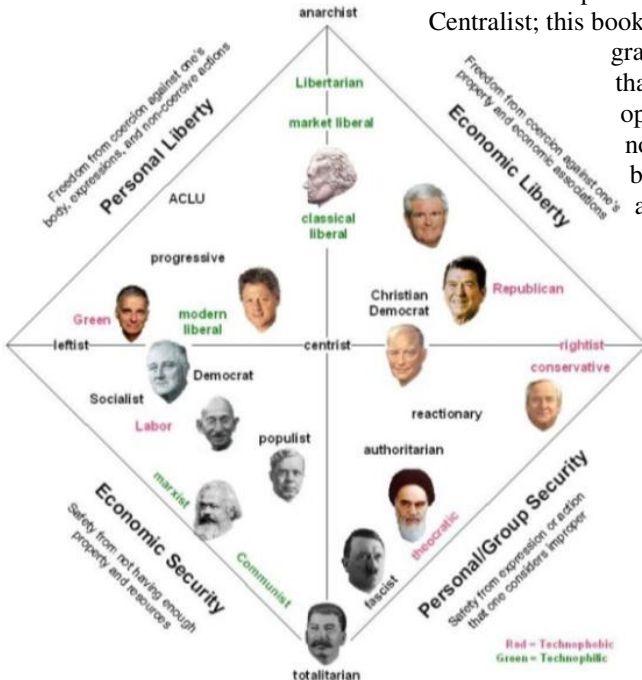 anarchist
Centralist; this book
gra
tha
op
no
b
a
Libertarian
market liberal
Freedom from coercion against one's
body, expressions, and non-coercive actions
Personal Liberty
Freedom from coercion against one's
property and economic associations
Economic Liberty
ACLU
classical
liberal
progressive
Green
modern
liberal
Christian
Democrat
Republican
leftist
centrist
rightist
conservative
Democrat
Socialist
Labor
populist
reactionary
authoritarian
marxist
Communist
theocratic
fascist
Economic Security
Safety from not having enough
property and resources
Personal/Group Security
Safety from expression or action
that one considers improper
totalitarian
Red = Technophobic
Green = Technophilic